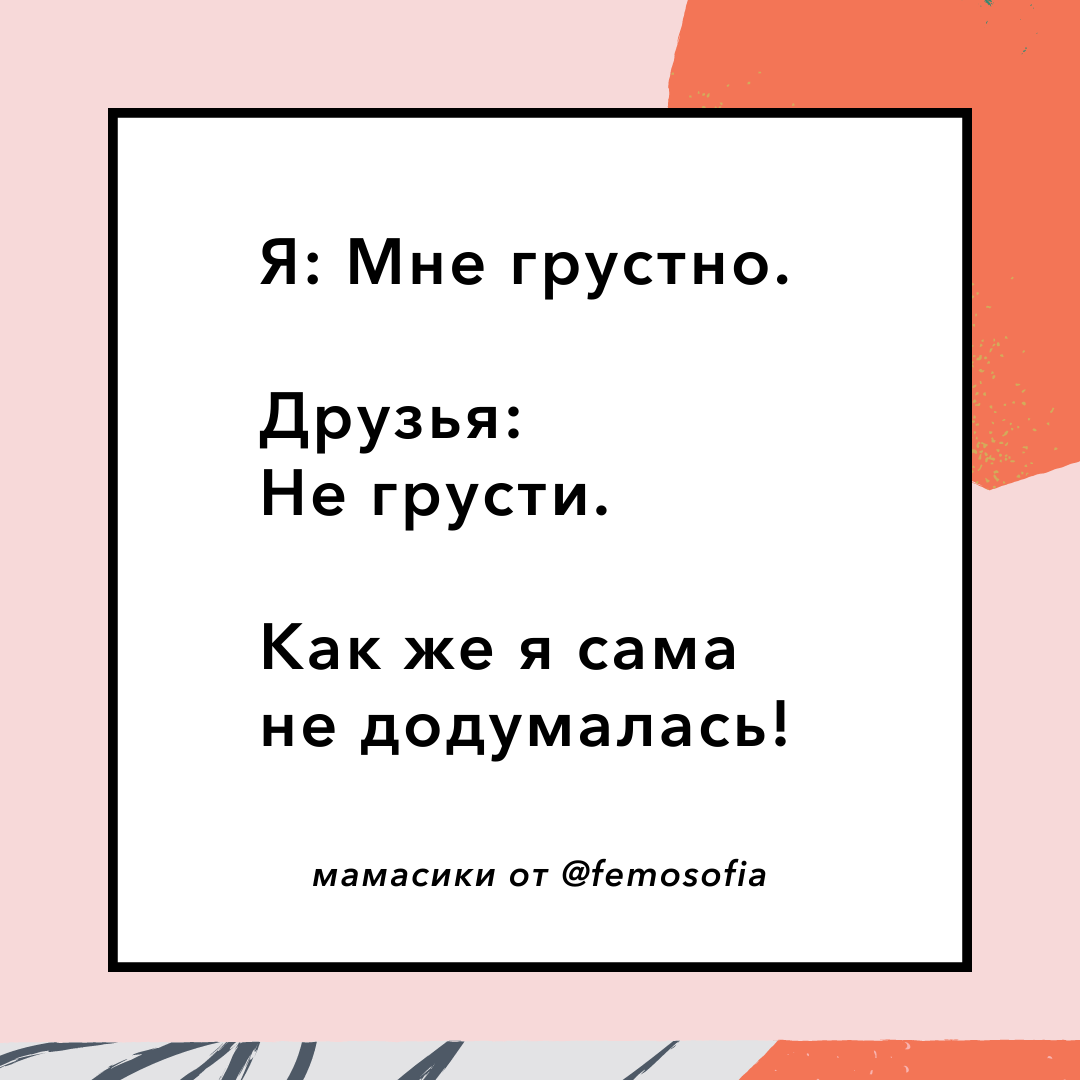 Я: Мне грустно.
Друзья:
Не грусти.
Как же я сама
не додумалась!
мамасики от @femosofia